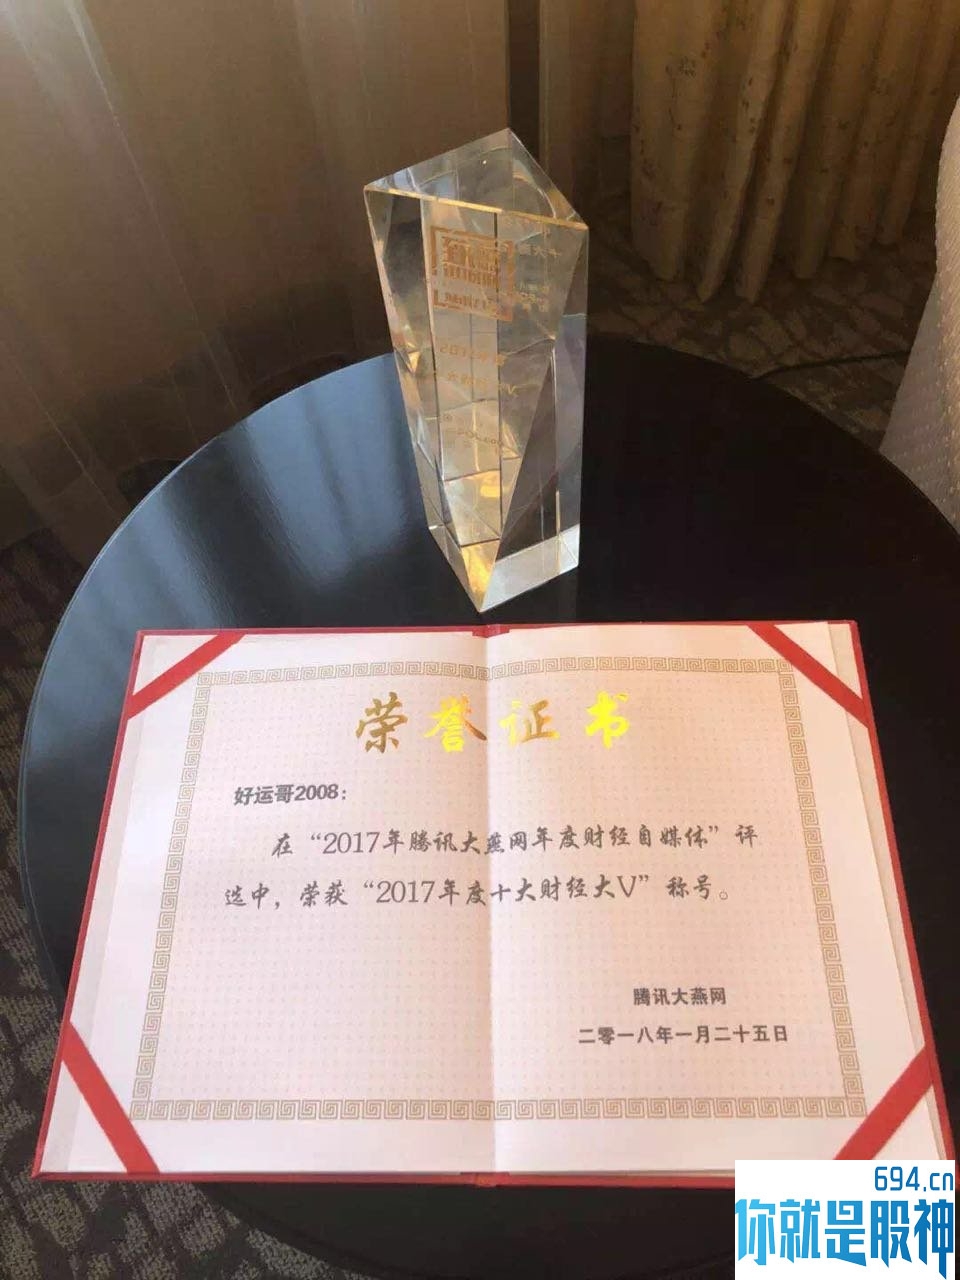 荣誉证书
好运哥2008：
在“2017年腾讯大燕网年度财经自媒体”评
选中，荣获“2017年度十大财经大V”称号。
腾讯大燕网
二零一八年一月二十五日
694.cn
你就是股神